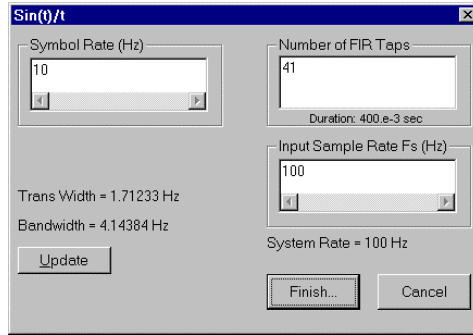 Sin(t)/t
Symbol Rate (Hz)
10
Number of FIR Taps
41
Duration: 400.e-3 sec
Input Sample Rate Fs (Hz)
100
Trans Width = 1.71233 Hz
Bandwidth = 4.14384 Hz
System Rate = 100 Hz
Update
Finish...
Cancel